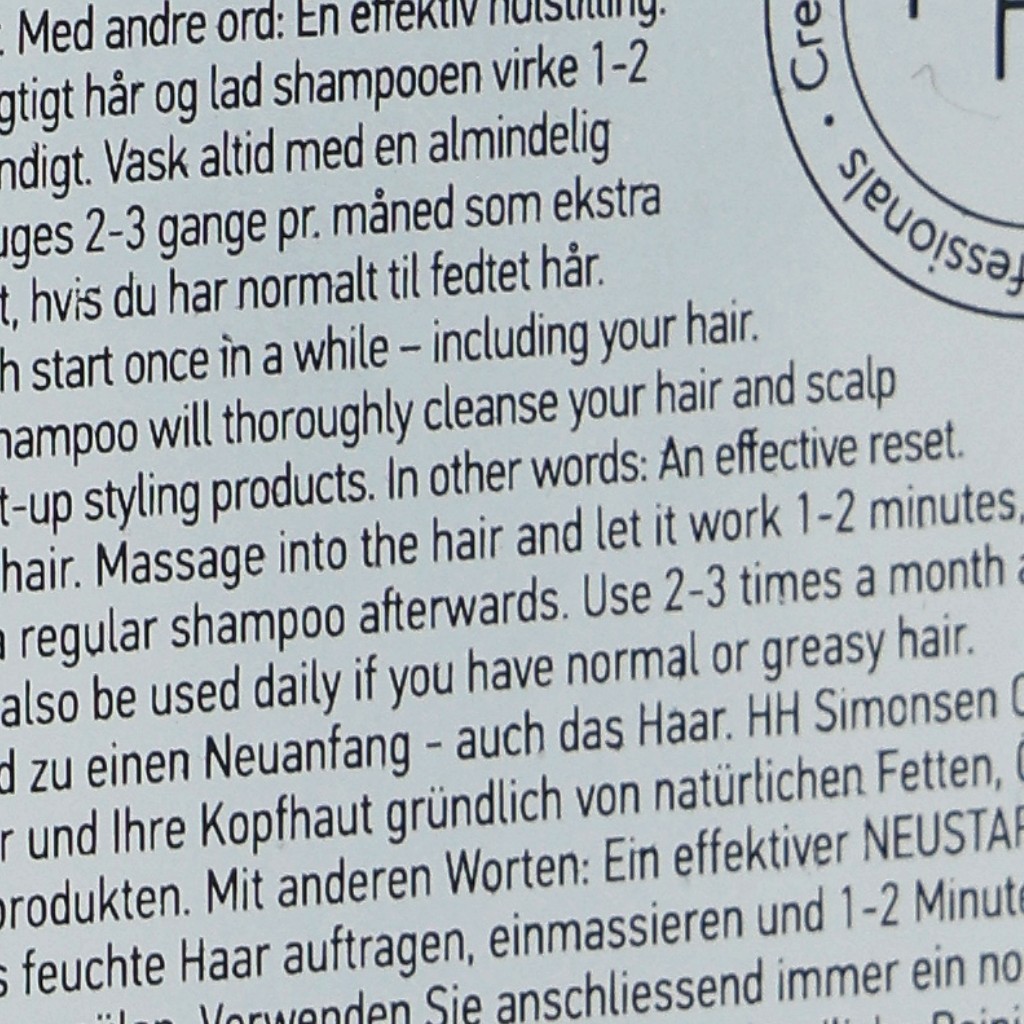 Med andre ord: En effektiv nulstilling.
gtigt hår og lad shampooen virke 1-2
ndigt. Vask altid med en almindelig
uges 2-3 gange pr. måned som ekstra
t, hvis du har normalt til fedtet hår.
h start once in a while – including your hair.
hampoo will thoroughly cleanse your hair and scalp
t-up styling products. In other words: An effective reset.
hair. Massage into the hair and let it work 1-2 minutes,
regular shampoo afterwards. Use 2-3 times a month
also be used daily if you have normal or greasy hair.
d zu einen Neuanfang - auch das Haar. HH Simonsen
r und Ihre Kopfhaut gründlich von natürlichen Fetten,
produkten. Mit anderen Worten: Ein effektiver NEUSTAR
s feuchte Haar auftragen, einmassieren und 1-2 Minute
Verwenden Sie anschliessend immer ein no
fessionals · Cre